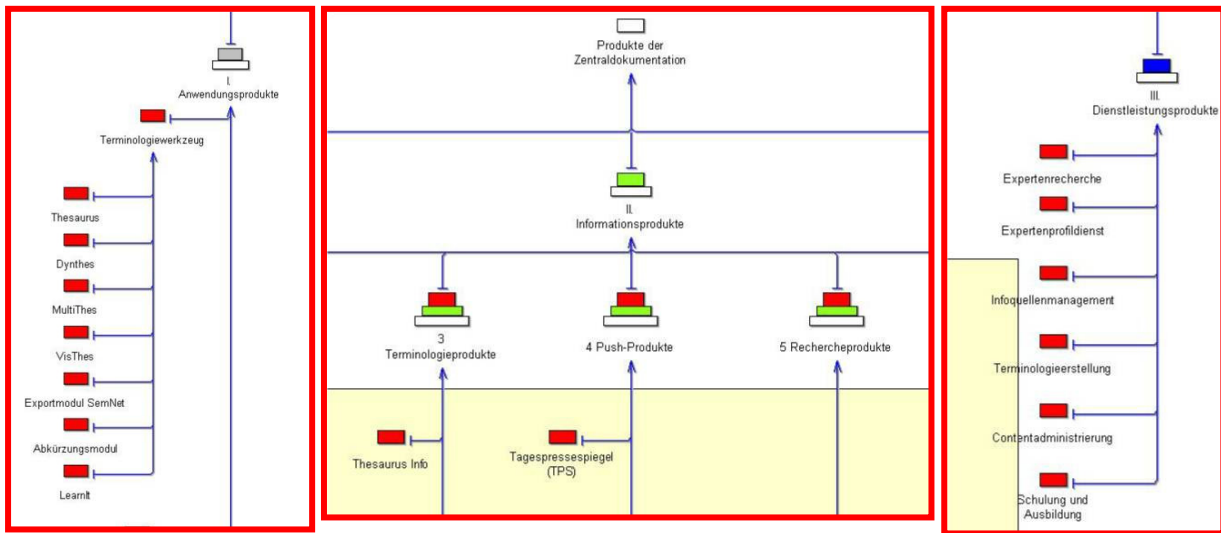 I.
Anwendungsprodukte
Terminologiewerkzeug
Thesaurus
Dynthes
MultiThes
VisThes
Exportmodul SemNet
Abkürzungsmodul
LearnIt
Produkte der
Zentraldokumentation
II.
Informationsprodukte
3
Terminologieprodukte
4 Push-Produkte
5 Rechercheprodukte
Thesaurus Info
Tagespressespiegel
(TPS)
III.
Dienstleistungsprodukte
Expertenrecherche
Expertenprofildienst
Infoquellenmanagement
Terminologieerstellung
Contentadministrierung
Schulung und
Ausbildung